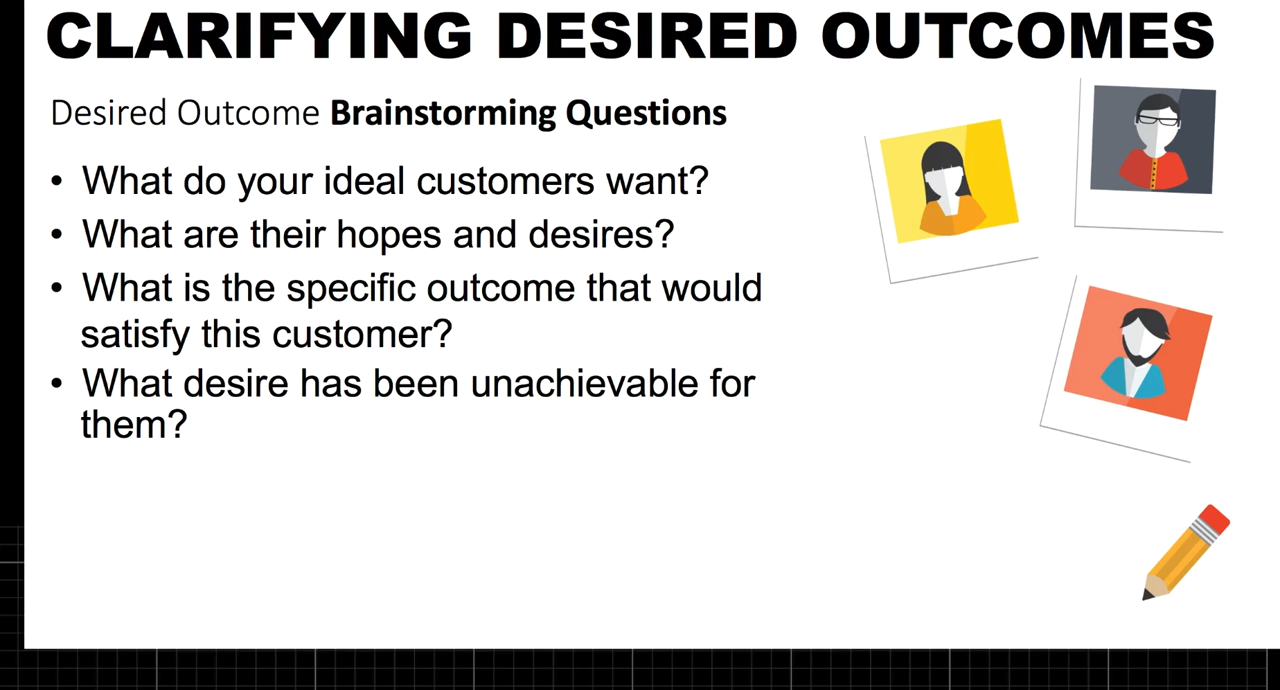 CLARIFYING DESIRED OUTCOMES
Desired Outcome Brainstorming Questions
• What do your ideal customers want?
• What are their hopes and desires?
• What is the specific outcome that would
satisfy this customer?
• What desire has been unachievable for
them?